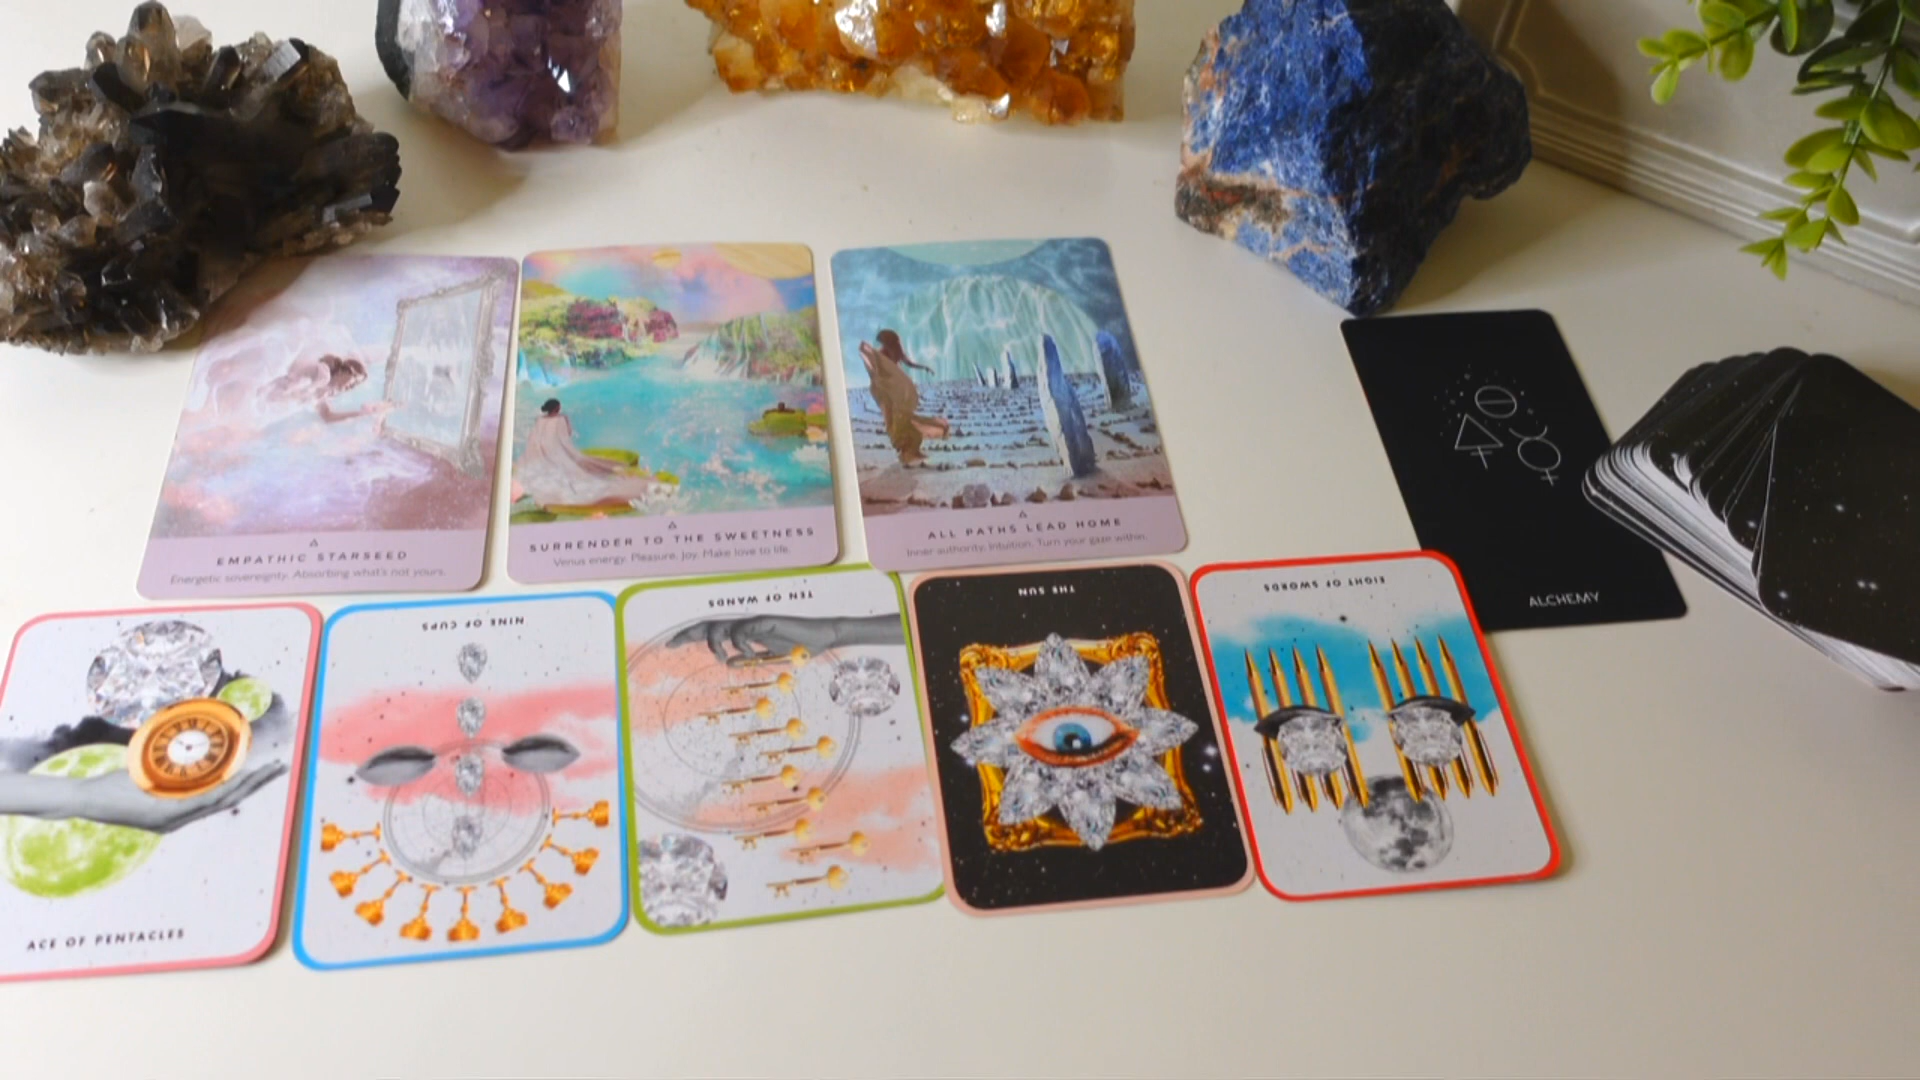 EMPATHIC STARSEED
Energetic sovereignty. Absorbing what's not yours.
SURRENDER TO THE SWEETNESS
Venus energy. Pleasure. Joy. Make love to life.
ALL PATHS LEAD HOME
Inner authority. Intuition. Turn your gaze within.
ALCHEMY
ACE OF PENTACLES
NINE OF CUPS
TEN OF WANDS
THE SUN
EIGHT OF SWORDS